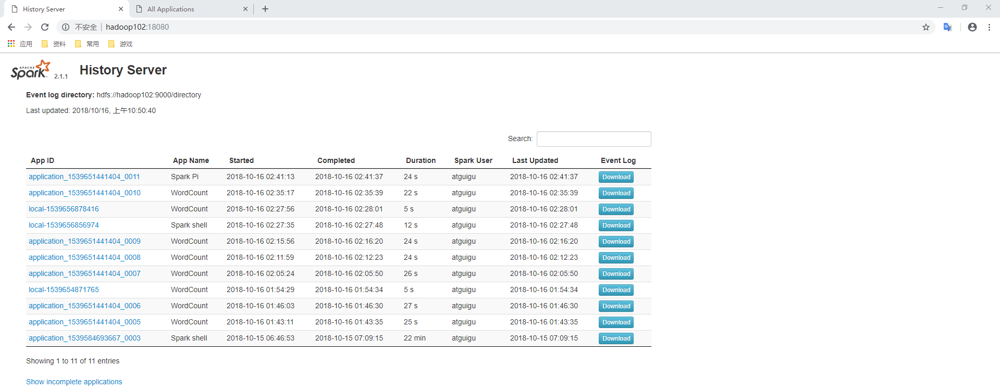 History Server
All Applications
不安全 hadoop102:18080
应用 资料 常用 游戏
APACHE Spark 2.1.1 History Server
Event log directory: hdfs://hadoop102:9000/directory
Last updated: 2018/10/16, 上午10:50:40
Search:
App ID App Name Started Completed Duration Spark User Last Updated Event Log
application_1539651441404_0011 Spark Pi 2018-10-16 02:41:13 2018-10-16 02:41:37 24 s atguigu 2018-10-16 02:41:37 Download
application_1539651441404_0010 WordCount 2018-10-16 02:35:17 2018-10-16 02:35:39 22 s atguigu 2018-10-16 02:35:39 Download
local-1539656878416 WordCount 2018-10-16 02:27:56 2018-10-16 02:28:01 5 s atguigu 2018-10-16 02:28:01 Download
local-1539656856974 Spark shell 2018-10-16 02:27:35 2018-10-16 02:27:48 12 s atguigu 2018-10-16 02:27:48 Download
application_1539651441404_0009 WordCount 2018-10-16 02:15:56 2018-10-16 02:16:20 24 s atguigu 2018-10-16 02:16:20 Download
application_1539651441404_0008 WordCount 2018-10-16 02:11:59 2018-10-16 02:12:23 24 s atguigu 2018-10-16 02:12:23 Download
application_1539651441404_0007 WordCount 2018-10-16 02:05:24 2018-10-16 02:05:50 26 s atguigu 2018-10-16 02:05:50 Download
local-1539654871765 WordCount 2018-10-16 01:54:29 2018-10-16 01:54:34 5 s atguigu 2018-10-16 01:54:34 Download
application_1539651441404_0006 WordCount 2018-10-16 01:46:03 2018-10-16 01:46:30 27 s atguigu 2018-10-16 01:46:30 Download
application_1539651441404_0005 WordCount 2018-10-16 01:43:11 2018-10-16 01:43:35 25 s atguigu 2018-10-16 01:43:35 Download
application_1539584693667_0003 Spark shell 2018-10-15 06:46:53 2018-10-15 07:09:15 22 min atguigu 2018-10-15 07:09:15 Download
Showing 1 to 11 of 11 entries
Show incomplete applications